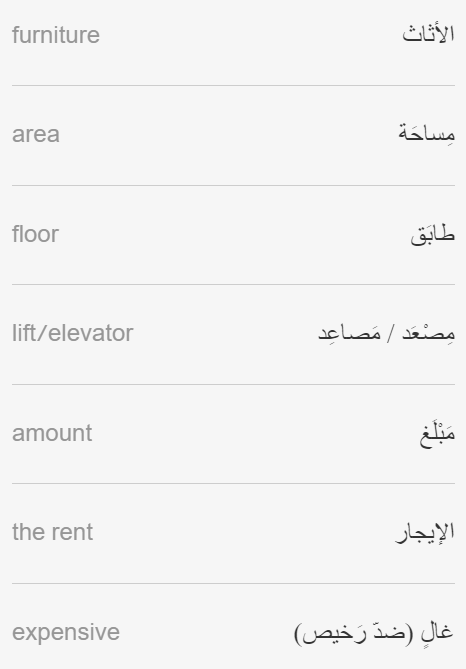 furniture الأثاث
area مِساحَة
floor طابَق
lift/elevator مِصْعَد / مَصاعِد
amount مَبْلَغ
the rent الإيجار
expensive غالٍ (ضدّ رَخيص)